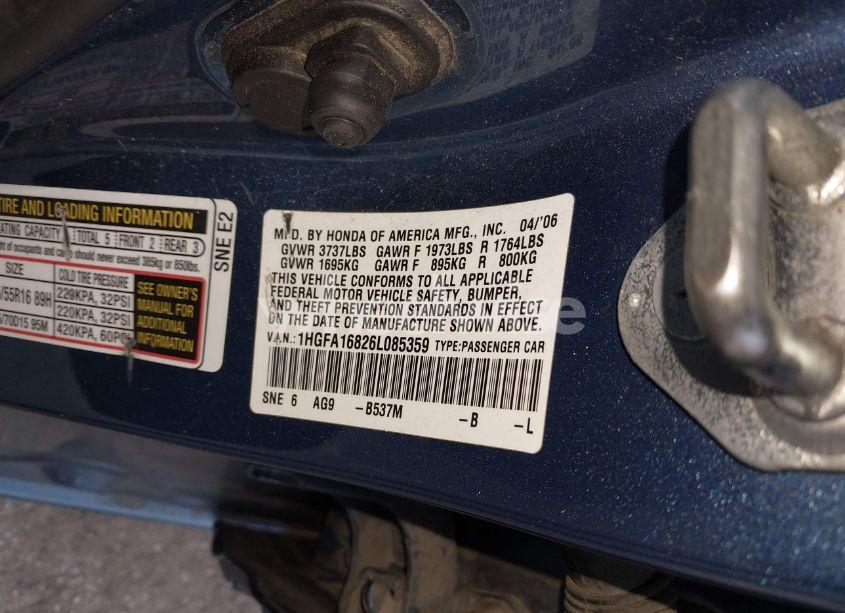 TIRE AND LOADING INFORMATION
ATING CAPACITY TOTAL 5 FRONT 2 REAR 3
ht of occupants and cargo should never exceed 385kg or 850lbs.
SIZE COLD TIRE PRESSURE
/55R16 89H 229KPA, 32PSI
220KPA, 32PSI
/70D15 95M 420KPA, 60PSI
SEE OWNER'S
MANUAL FOR
ADDITIONAL
INFORMATION
SNE E2
MFD. BY HONDA OF AMERICA MFG., INC. 04/'06
GVWR 3737LBS GAWR F 1973LBS R 1764LBS
GVWR 1695KG GAWR F 895KG R 800KG
THIS VEHICLE CONFORMS TO ALL APPLICABLE
FEDERAL MOTOR VEHICLE SAFETY, BUMPER,
AND THEFT PREVENTION STANDARDS IN EFFECT
ON THE DATE OF MANUFACTURE SHOWN ABOVE.
V.I.N.: 1HGFA16826L085359 TYPE:PASSENGER CAR
SNE 6 AG9 -B537M -B -L